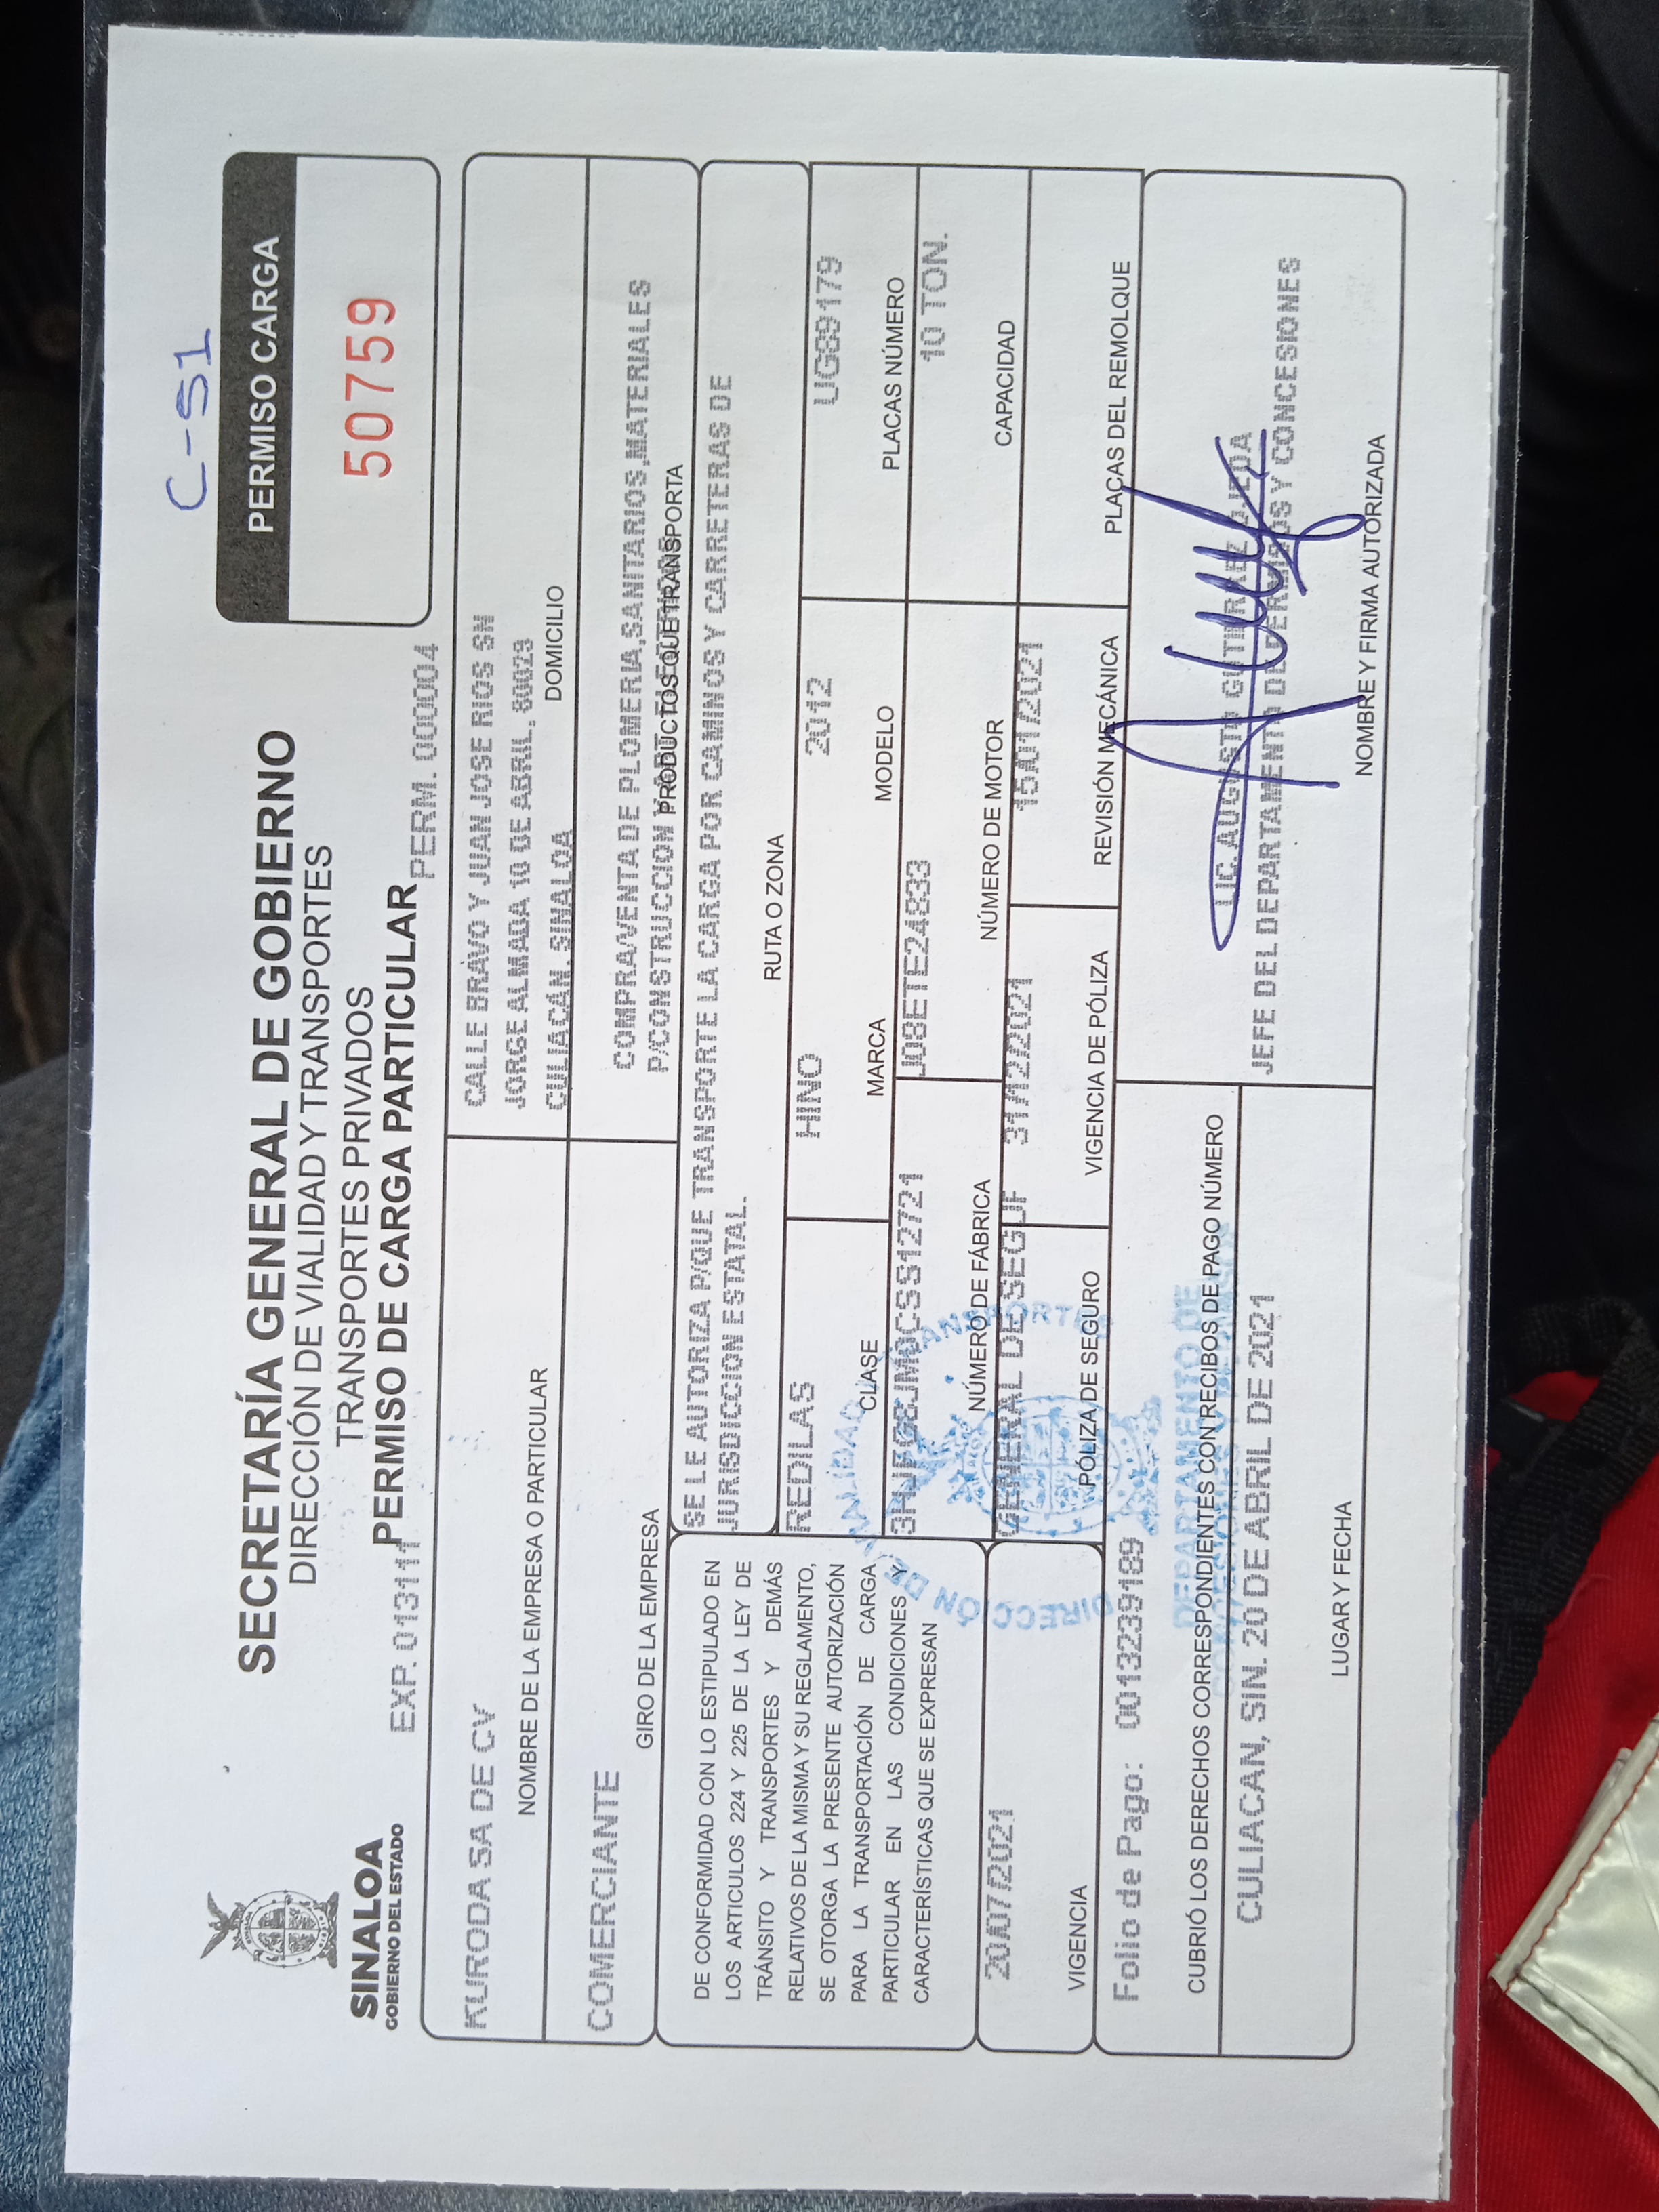 C-51
PERMISO CARGA
50759
SINALOA
GOBIERNO DEL ESTADO
SECRETARÍA GENERAL DE GOBIERNO
DIRECCIÓN DE VIALIDAD Y TRANSPORTES
TRANSPORTES PRIVADOS
PERMISO DE CARGA PARTICULAR
EXP. 013111
PERM. 000004
KURODA SA DE CV
NOMBRE DE LA EMPRESA O PARTICULAR
CALLE BRAVO Y JUAN JOSE RIOS SN
JORGE ALMADA 10 DE ABRIL.
CULIACÁN, SINALOA
DOMICILIO
COMERCIANTE
GIRO DE LA EMPRESA
COMPRA/VENTA DE PLOMERIA,SANITARIOS,MATERIALES
P/CONSTRUCCION Y
PRODUCTOS QUE TRANSPORTA
DE CONFORMIDAD CON LO ESTIPULADO EN
LOS ARTICULOS 224 Y 225 DE LA LEY DE
TRÁNSITO Y TRANSPORTES Y DEMÁS
RELATIVOS DE LA MISMA Y SU REGLAMENTO,
SE OTORGA LA PRESENTE AUTORIZACIÓN
PARA LA TRANSPORTACIÓN DE CARGA
PARTICULAR EN LAS CONDICIONES Y
CARACTERÍSTICAS QUE SE EXPRESAN
SE LE AUTORIZA P/QUE TRANSPORTE LA CARGA POR CAMINOS Y CARRETERAS DE
JURISDICCION ESTATAL.
RUTA O ZONA
REDILAS
CLASE
HINO
MARCA
2012
MODELO
PLACAS NÚMERO
NÚMERO DE FÁBRICA
J08ETE24833
NÚMERO DE MOTOR
10 TON.
CAPACIDAD
20/07/2021
VIGENCIA
GENERAL DE SEGUF
PÓLIZA DE SEGURO
31/12/2021
VIGENCIA DE PÓLIZA
REVISIÓN MECÁNICA
PLACAS DEL REMOLQUE
Folio de Pago: 0013239189
CUBRIÓ LOS DERECHOS CORRESPONDIENTES CON RECIBOS DE PAGO NÚMERO
CULIACAN, SIN. 20 DE ABRIL DE 2021
LUGAR Y FECHA
LIC. AUGUSTO GUTIERREZ
JEFE DEL DEPARTAMENTO DE PERMISOS Y CONCESIONES
NOMBRE Y FIRMA AUTORIZADA
DIRECCIÓN DE VIALIDAD TRANSPORTES
DEPARTAMENTO DE